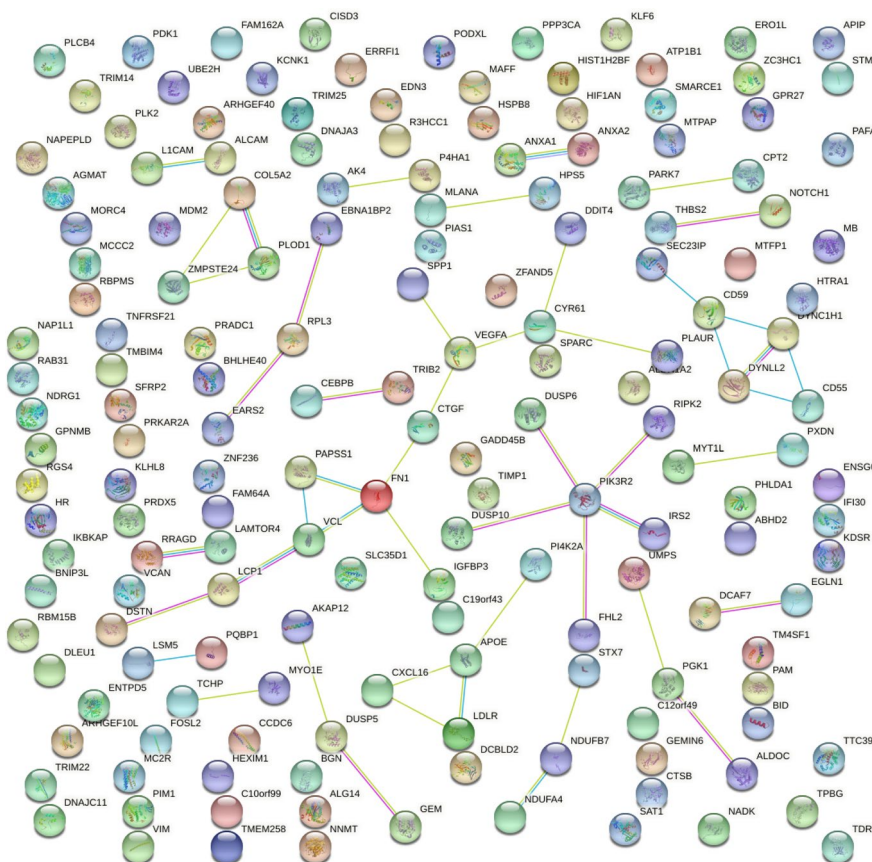 CISD3
FAM162A
PDK1
PLCB4
KLF6
PPP3CA
PODXL
ERO1L
APIP
ERRFI1
KCNK1
UBE2H
TRIM14
HIST1H2BF
ATP1B1
MAFF
ZC3HC1
STM
EDN3
TRIM25
ARHGEF40
PLK2
HSPB8
HIF1AN
SMARCE1
GPR27
R3HCC1
DNAJA3
ALCAM
L1CAM
NAPEPLD
ANXA1
ANXA2
MTPAP
PAFA
P4HA1
AK4
COL5A2
AGMAT
MLANA
HPS5
PARK7
CPT2
NOTCH1
MORC4
MDM2
EBNA1BP2
PIAS1
DDIT4
THBS2
MB
MCCC2
PLOD1
ZMPSTE24
SPP1
ZFAND5
SEC23IP
MTFP1
RBPMS
CD59
HTRA1
DYNC1H1
NAP1L1
TNFRSF21
PRADC1
RPL3
VEGFA
CYR61
SPARC
PLAUR
RAB31
TMBIM4
BHLHE40
DYNLL2
CD55
NDRG1
SFRP2
EARS2
CEBPB
TRIB2
CTGF
DUSP6
RIPK2
GPNMB
PRKAR2A
ZNF236
PAPSS1
GADD45B
MYT1L
PXDN
RGS4
KLHL8
FN1
TIMP1
PIK3R2
PHLDA1
HR
PRDX5
FAM64A
VCL
DUSP10
IRS2
ABHD2
IFI30
IKBKAP
RRAGD
LAMTOR4
SLC35D1
PI4K2A
UMPS
KDSR
BNIP3L
VCAN
LCP1
IGFBP3
C19orf43
DCAF7
EGLN1
RBM15B
DSTN
AKAP12
FHL2
DLEU1
LSM5
PQBP1
APOE
STX7
TM4SF1
ENTPD5
TCHP
MYO1E
CXCL16
PGK1
PAM
C12orf49
BID
ARHGEF10L
FOSL2
CCDC6
DUSP5
LDLR
DCBLD2
NDUFB7
GEMIN6
ALDOC
TTC39
TRIM22
MC2R
HEXIM1
BGN
CTSB
DNAJC11
PIM1
C10orf99
ALG14
GEM
NDUFA4
SAT1
NADK
TPBG
VIM
TMEM258
NNMT
TDR